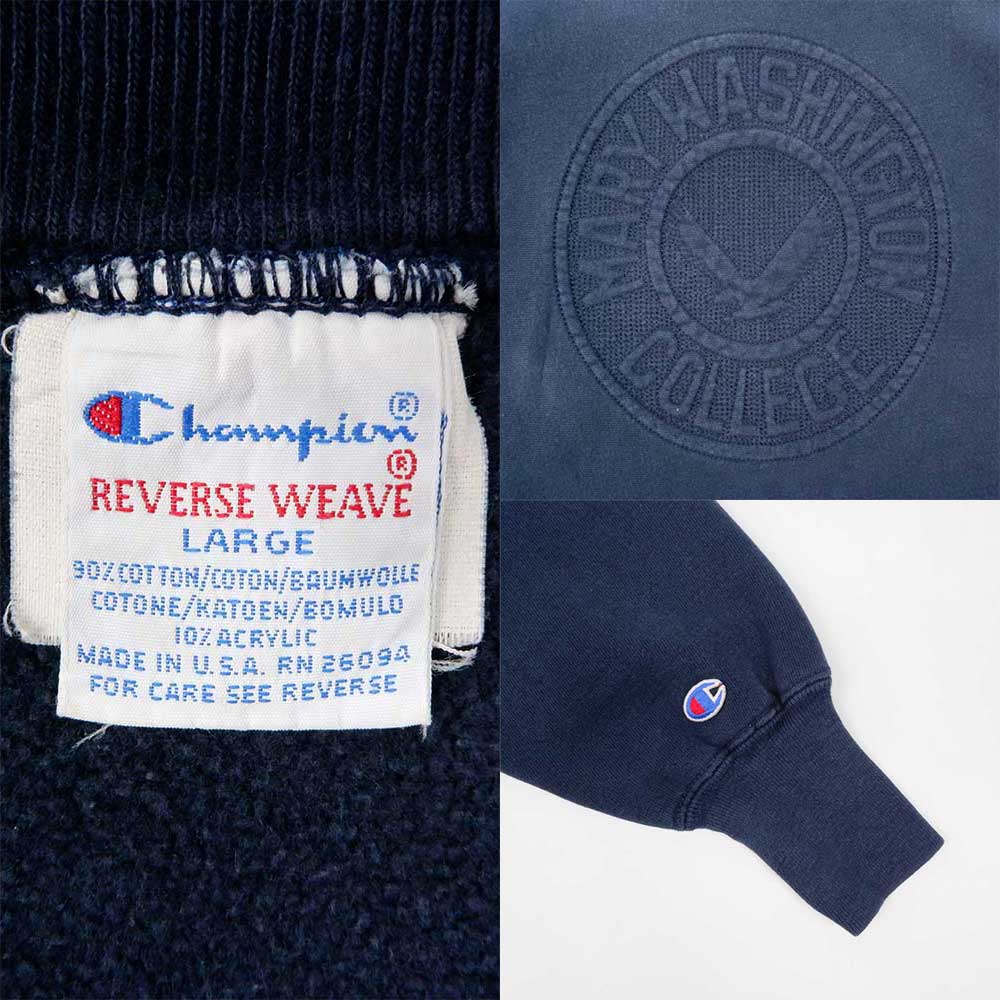 Champion®
REVERSE WEAVE®
LARGE
90% COTTON/COTON/BAUMWOLLE
COTONE/KATOEN/BOMULD
10% ACRYLIC
MADE IN U.S.A. RN 26094
FOR CARE SEE REVERSE
MARY WASHINGTON
COLLEGE